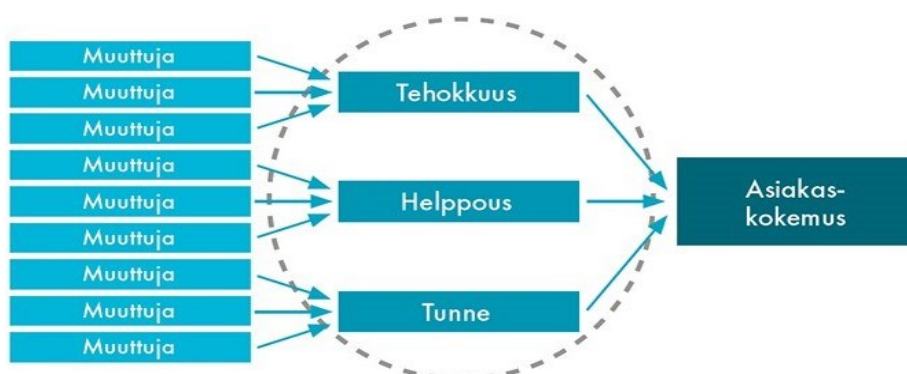 Muuttuja
Muuttuja
Muuttuja
Muuttuja
Muuttuja
Muuttuja
Muuttuja
Muuttuja
Muuttuja
Tehokkuus
Helppous
Tunne
Asiakas-
kokemus